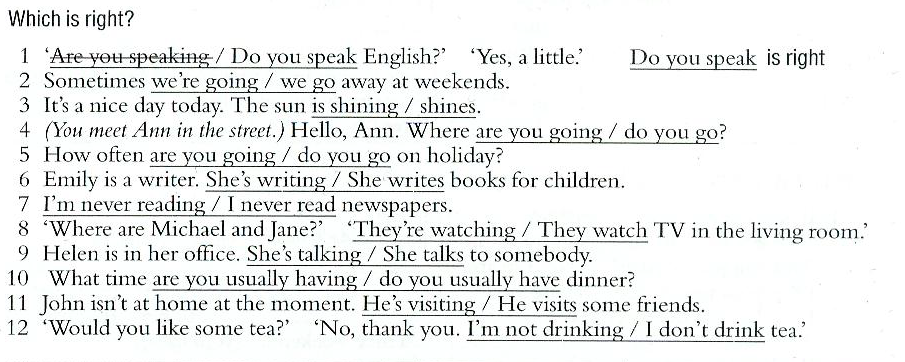 Which is right?
1 ‘Are you speaking / Do you speak English?’ ‘Yes, a little.’ Do you speak is right
2 Sometimes we’re going / we go away at weekends.
3 It’s a nice day today. The sun is shining / shines.
4 (You meet Ann in the street.) Hello, Ann. Where are you going / do you go?
5 How often are you going / do you go on holiday?
6 Emily is a writer. She’s writing / She writes books for children.
7 I’m never reading / I never read newspapers.
8 ‘Where are Michael and Jane?’ ‘They’re watching / They watch TV in the living room.’
9 Helen is in her office. She’s talking / She talks to somebody.
10 What time are you usually having / do you usually have dinner?
11 John isn’t at home at the moment. He’s visiting / He visits some friends.
12 ‘Would you like some tea?’ ‘No, thank you. I’m not drinking / I don’t drink tea.’